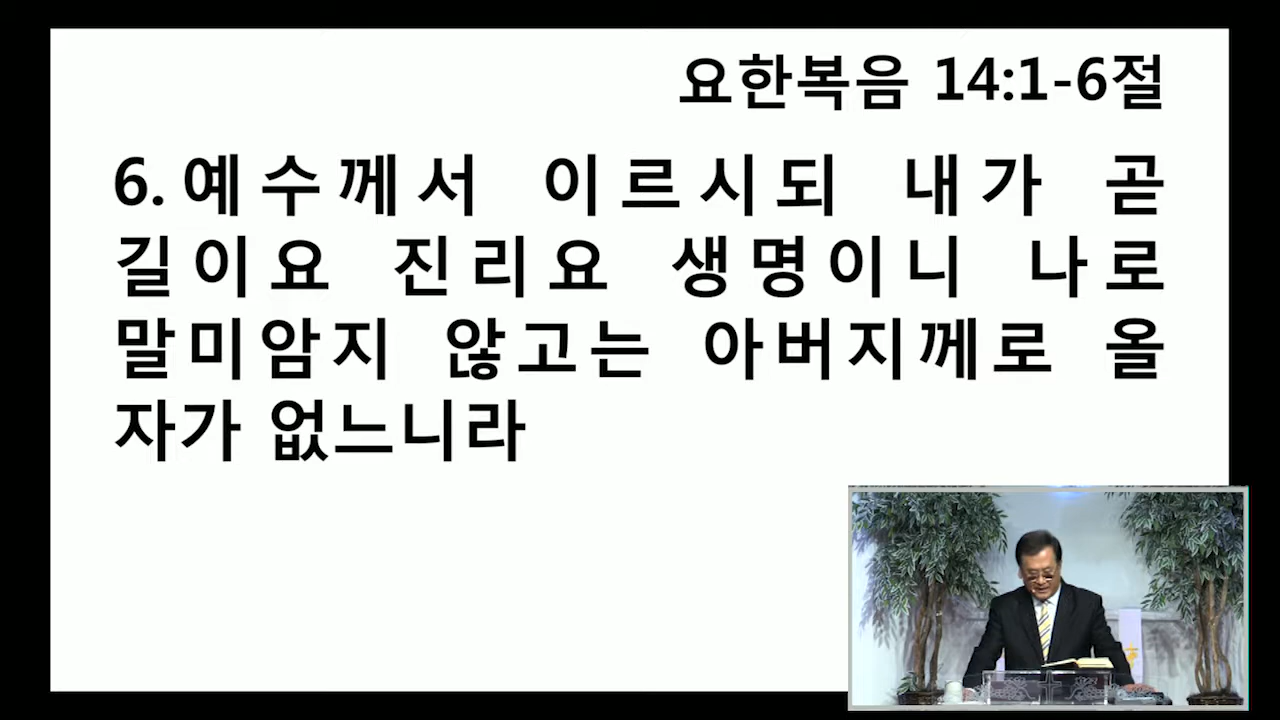 요한복음 14:1-6절
6. 예수께서 이르시되 내가 곧
길이요 진리요 생명이니 나로
말미암지 않고는 아버지께로 올
자가 없느니라